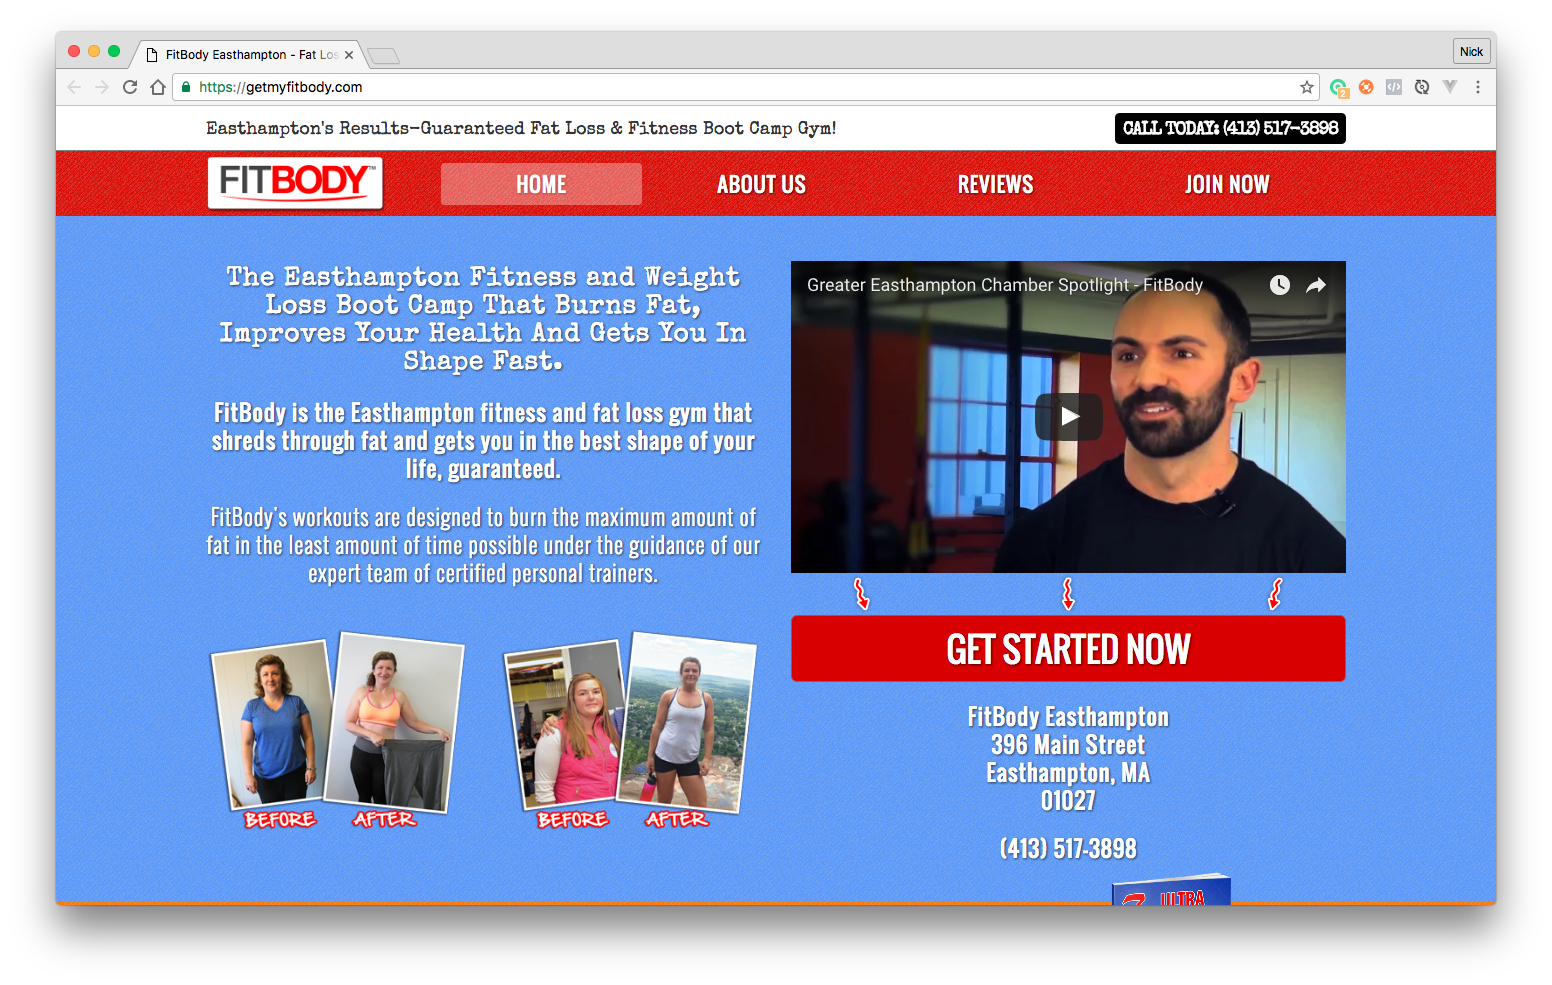 FitBody Easthampton - Fat Los
Nick
https://getmyfitbody.com
2
Easthampton's Results-Guaranteed Fat Loss & Fitness Boot Camp Gym!
CALL TODAY: (413) 517-3898
FITBODY™
HOME
ABOUT US
REVIEWS
JOIN NOW
The Easthampton Fitness and Weight
Loss Boot Camp That Burns Fat,
Improves Your Health And Gets You In
Shape Fast.
FitBody is the Easthampton fitness and fat loss gym that
shreds through fat and gets you in the best shape of your
life, guaranteed.
FitBody's workouts are designed to burn the maximum amount of
fat in the least amount of time possible under the guidance of our
expert team of certified personal trainers.
BEFORE
AFTER
BEFORE
AFTER
Greater Easthampton Chamber Spotlight - FitBody
GET STARTED NOW
FitBody Easthampton
396 Main Street
Easthampton, MA
01027
(413) 517-3898
ULTRA